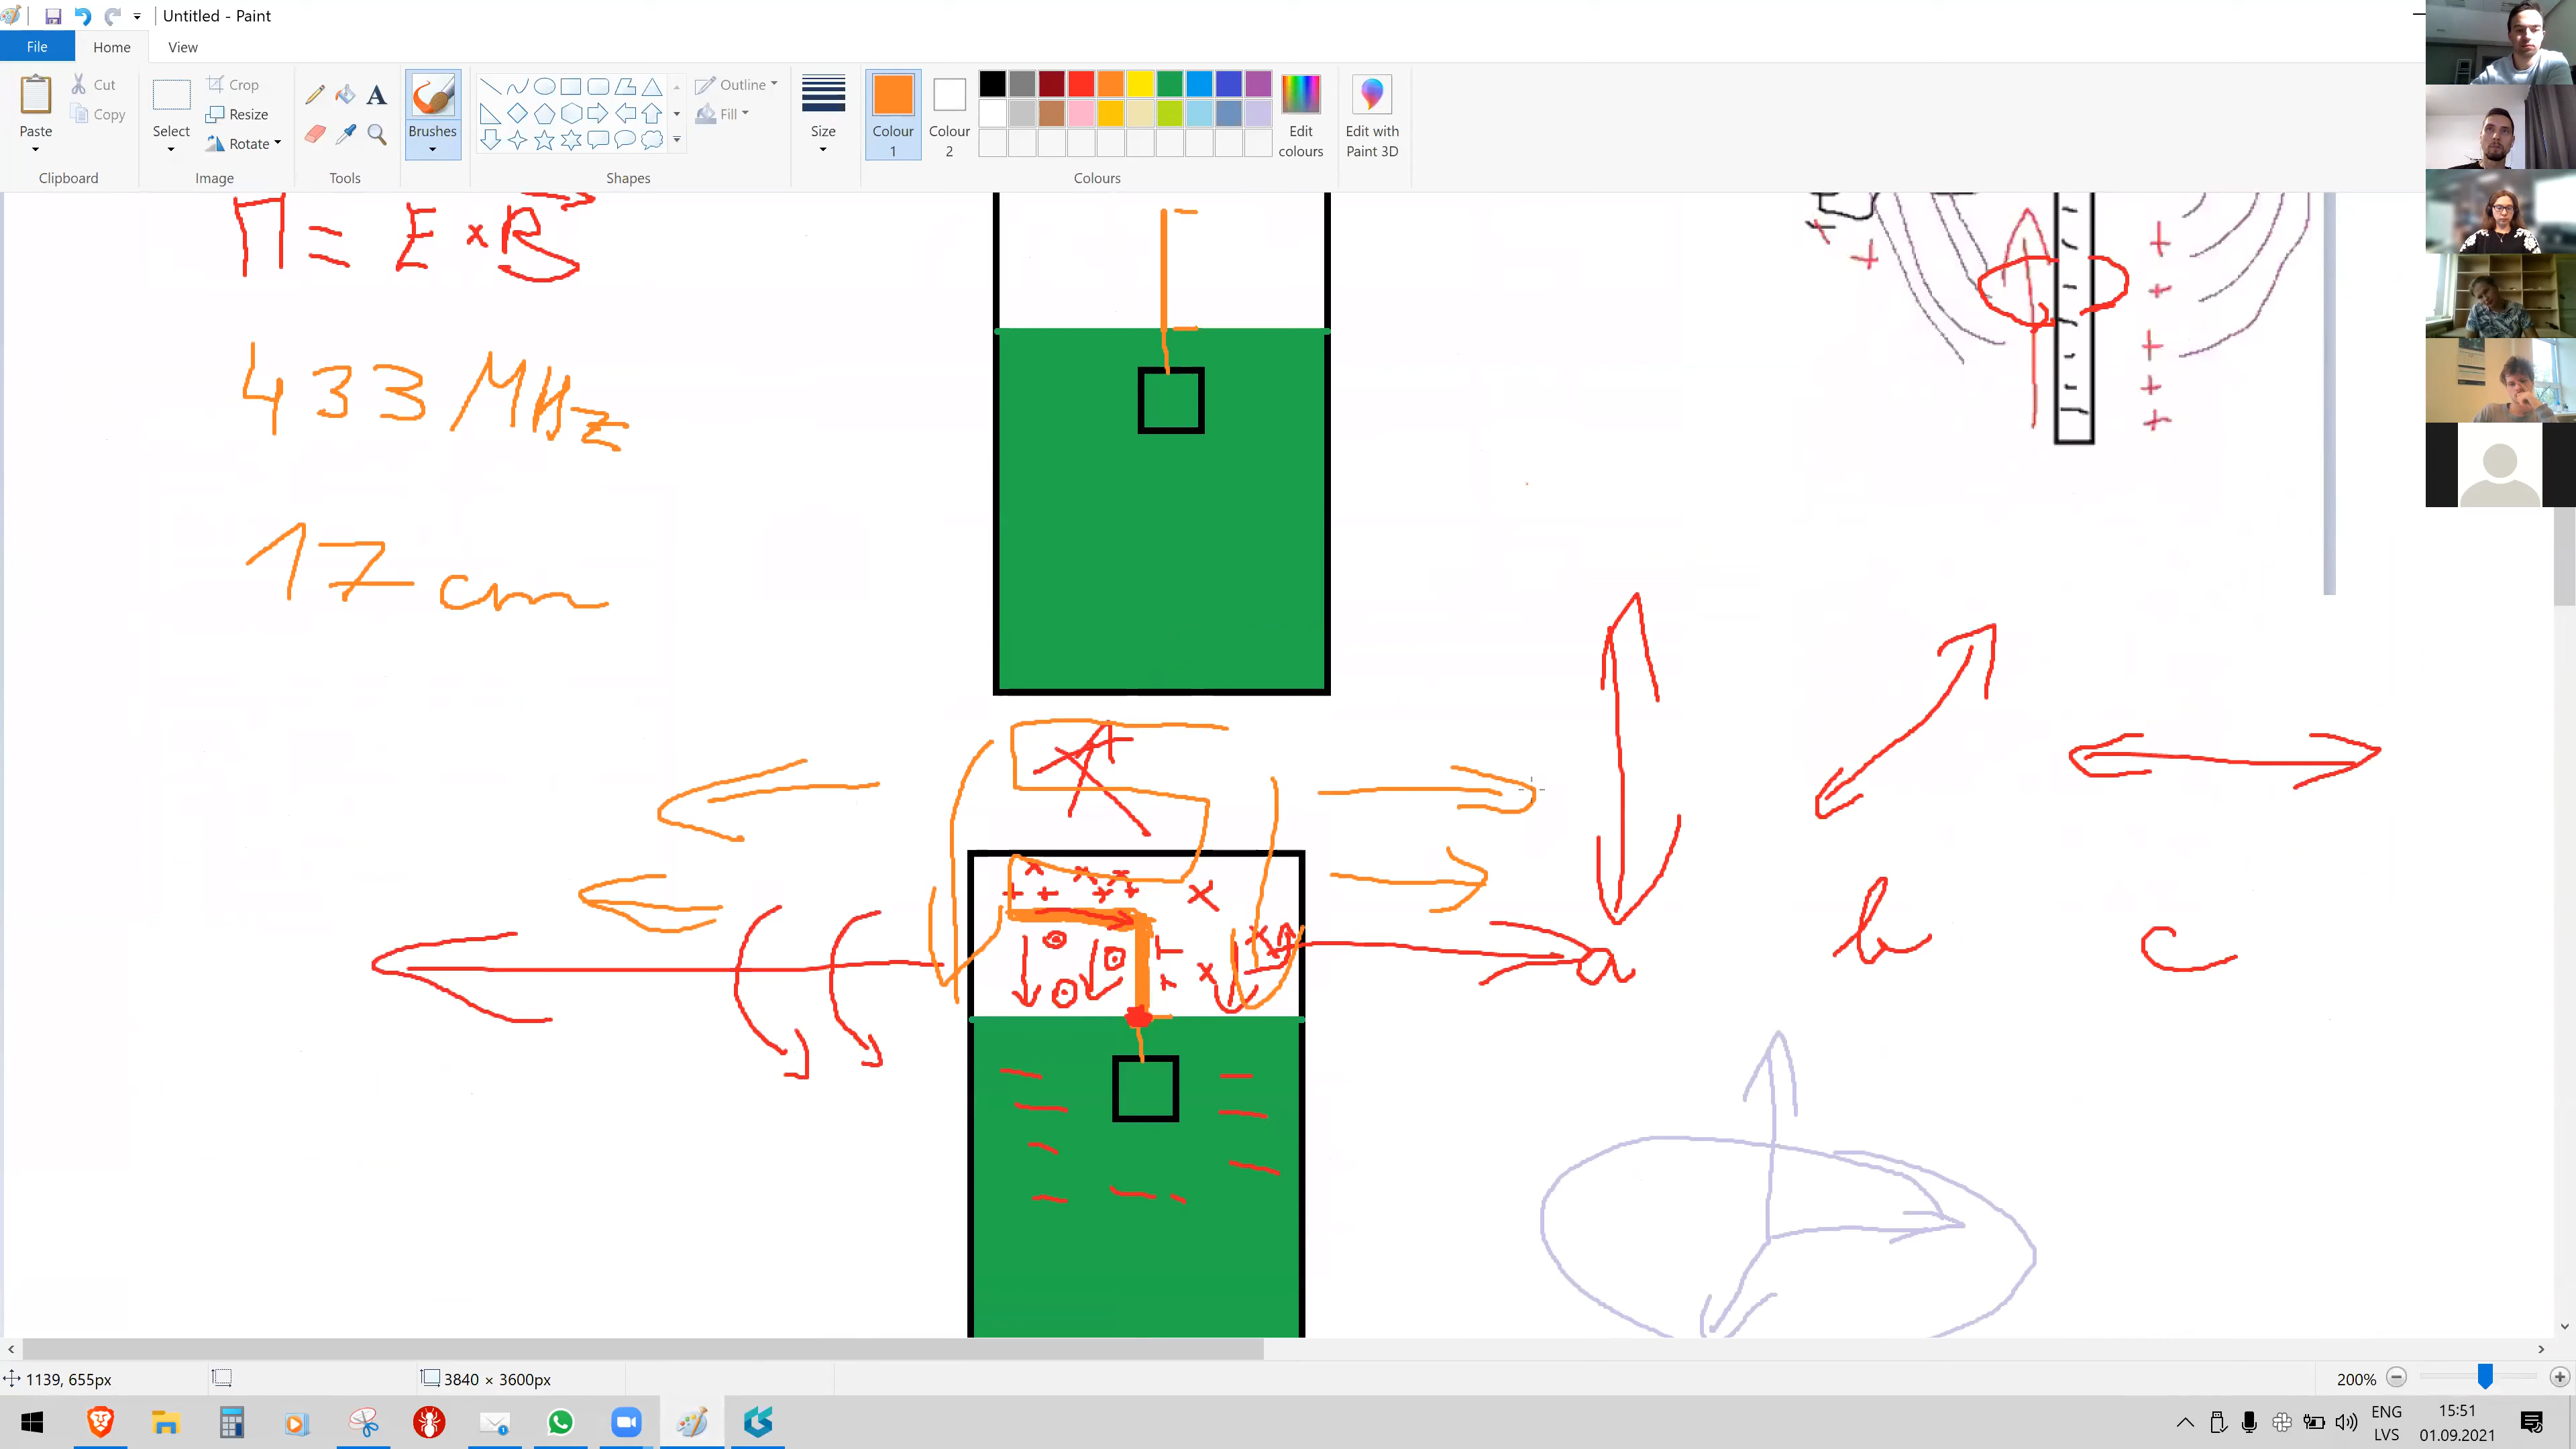 Untitled - Paint
File Home View
Paste
Cut
Copy
Clipboard
Select
Crop
Resize
Rotate
Image
Tools
Brushes
Shapes
Outline
Fill
Size
Colour 1
Colour 2
Edit colours
Edit with Paint 3D
Colours
Π = E × B
433 MHz
17 cm
a b c
1139, 655px
3840 × 3600px
200%
ENG
LVS
15:51
01.09.2021